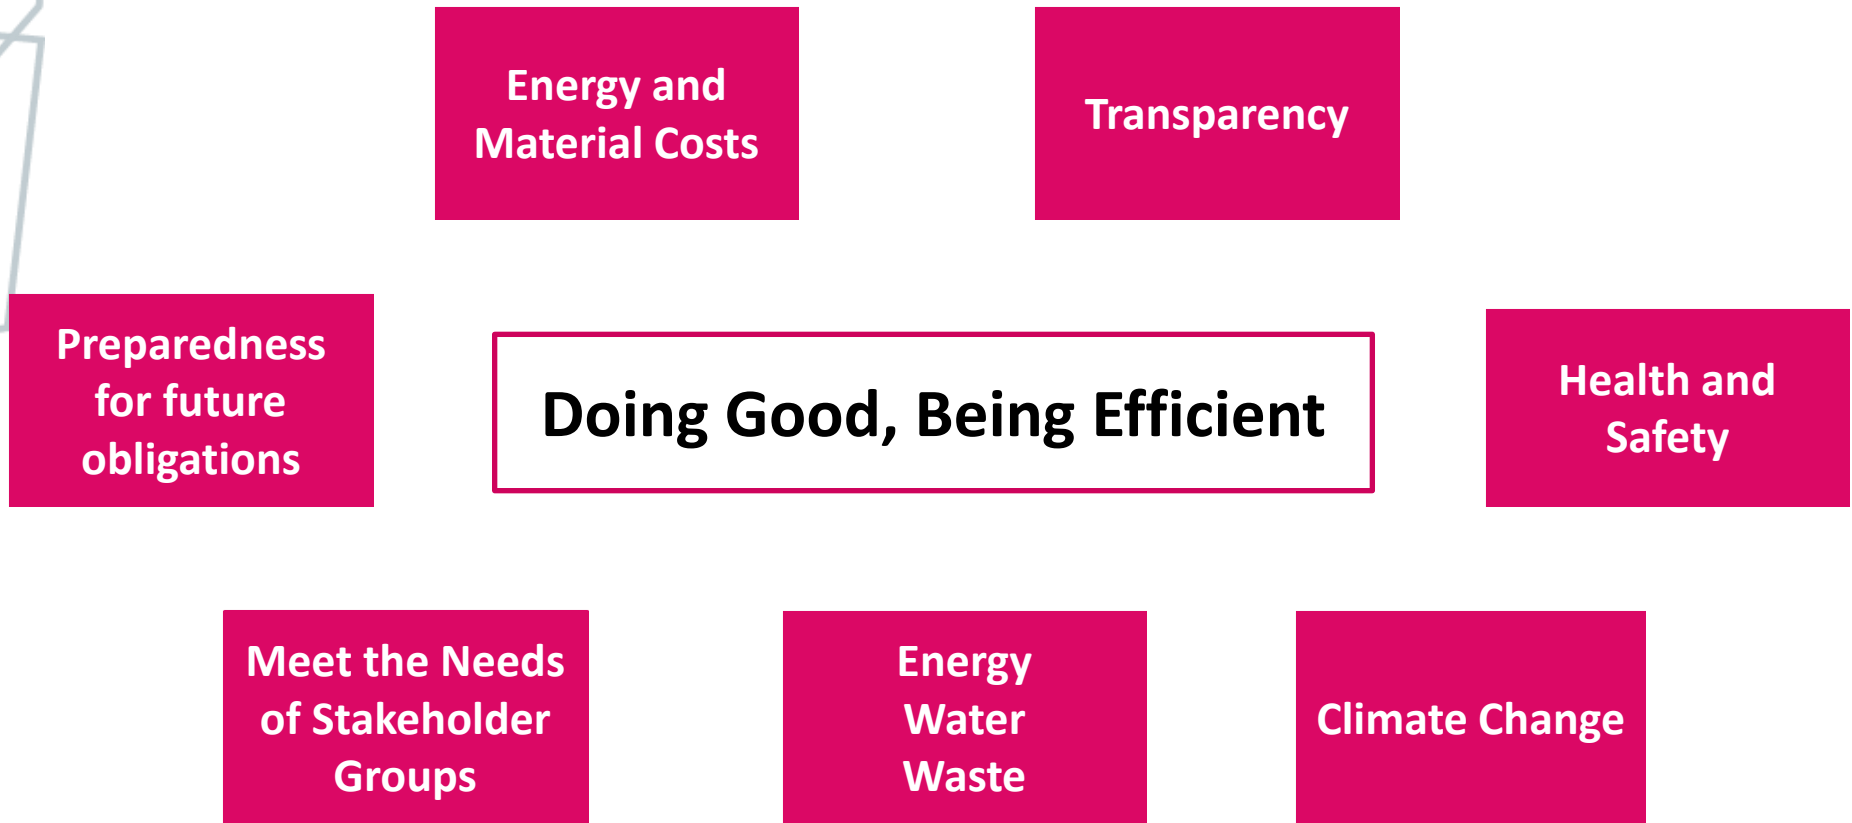 Energy and
Material Costs
Transparency
Preparedness
for future
obligations
Doing Good, Being Efficient
Health and
Safety
Meet the Needs
of Stakeholder
Groups
Energy
Water
Waste
Climate Change